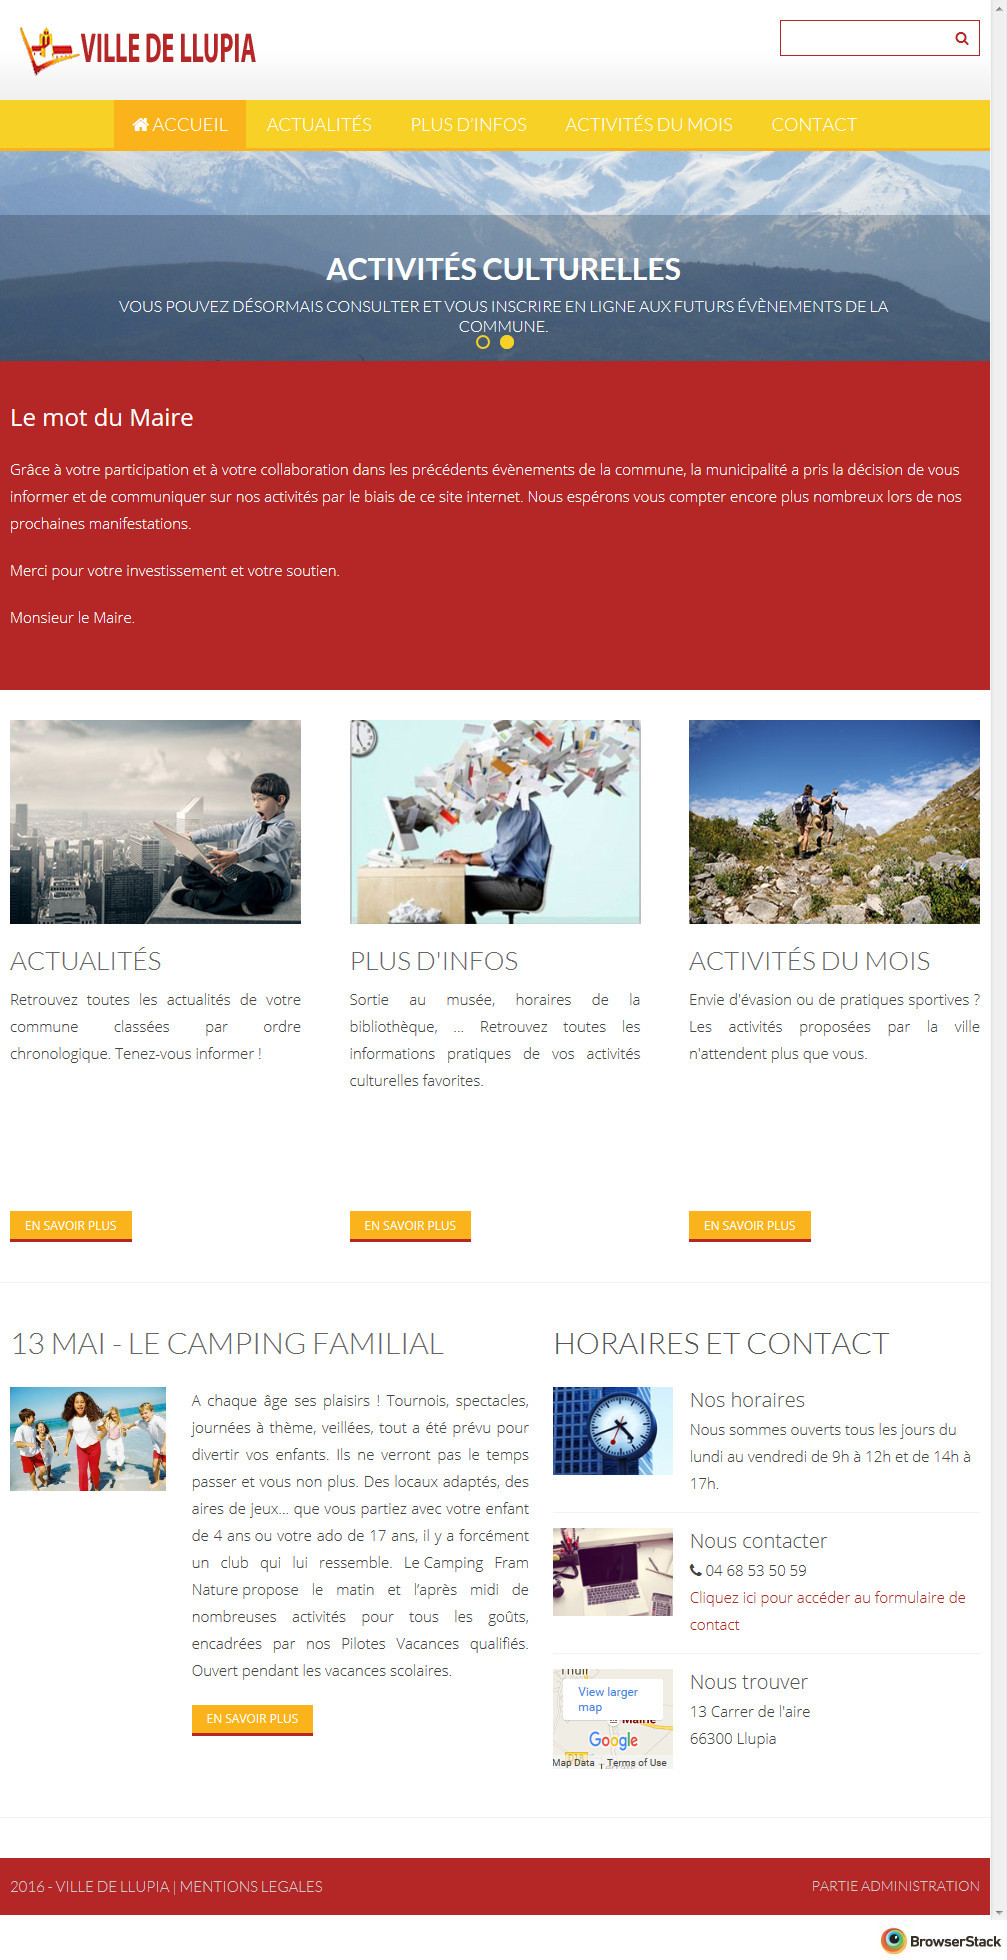 VILLE DE LLUPIA
ACCUEIL ACTUALITÉS PLUS D'INFOS ACTIVITÉS DU MOIS CONTACT
ACTIVITÉS CULTURELLES
VOUS POUVEZ DÉSORMAIS CONSULTER ET VOUS INSCRIRE EN LIGNE AUX FUTURS ÉVÈNEMENTS DE LA
COMMUNE.
Le mot du Maire
Grâce à votre participation et à votre collaboration dans les précédents évènements de la commune, la municipalité a pris la décision de vous
informer et de communiquer sur nos activités par le biais de ce site internet. Nous espérons vous compter encore plus nombreux lors de nos
prochaines manifestations.
Merci pour votre investissement et votre soutien.
Monsieur le Maire.
ACTUALITÉS
Retrouvez toutes les actualités de votre
commune classées par ordre
chronologique. Tenez-vous informer !
EN SAVOIR PLUS
PLUS D'INFOS
Sortie au musée, horaires de la
bibliothèque, ... Retrouvez toutes les
informations pratiques de vos activités
culturelles favorites.
EN SAVOIR PLUS
ACTIVITÉS DU MOIS
Envie d'évasion ou de pratiques sportives ?
Les activités proposées par la ville
n'attendent plus que vous.
EN SAVOIR PLUS
13 MAI - LE CAMPING FAMILIAL
A chaque âge ses plaisirs ! Tournois, spectacles,
journées à thème, veillées, tout a été prévu pour
divertir vos enfants. Ils ne verront pas le temps
passer et vous non plus. Des locaux adaptés, des
aires de jeux... que vous partiez avec votre enfant
de 4 ans ou votre ado de 17 ans, il y a forcément
un club qui lui ressemble. Le Camping Fram
Nature propose le matin et l’après midi de
nombreuses activités pour tous les goûts,
encadrées par nos Pilotes Vacances qualifiés.
Ouvert pendant les vacances scolaires.
EN SAVOIR PLUS
HORAIRES ET CONTACT
Nos horaires
Nous sommes ouverts tous les jours du
lundi au vendredi de 9h à 12h et de 14h à
17h.
Nous contacter
04 68 53 50 59
Cliquez ici pour accéder au formulaire de
contact
Thuir
View larger
map
Mairie
Google
Map Data Terms of Use
Nous trouver
13 Carrer de l'aire
66300 Llupia
2016 - VILLE DE LLUPIA | MENTIONS LEGALES
PARTIE ADMINISTRATION
BrowserStack